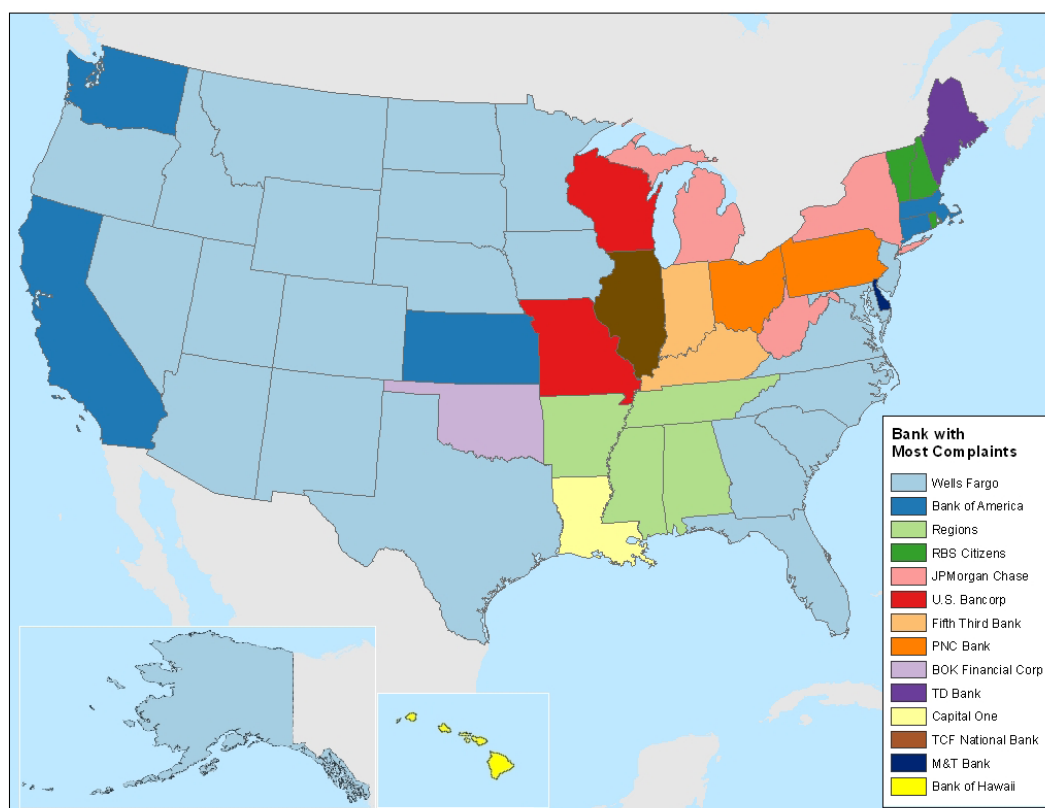 Bank with
Most Complaints
Wells Fargo
Bank of America
Regions
RBS Citizens
JPMorgan Chase
U.S. Bancorp
Fifth Third Bank
PNC Bank
BOK Financial Corp
TD Bank
Capital One
TCF National Bank
M&T Bank
Bank of Hawaii